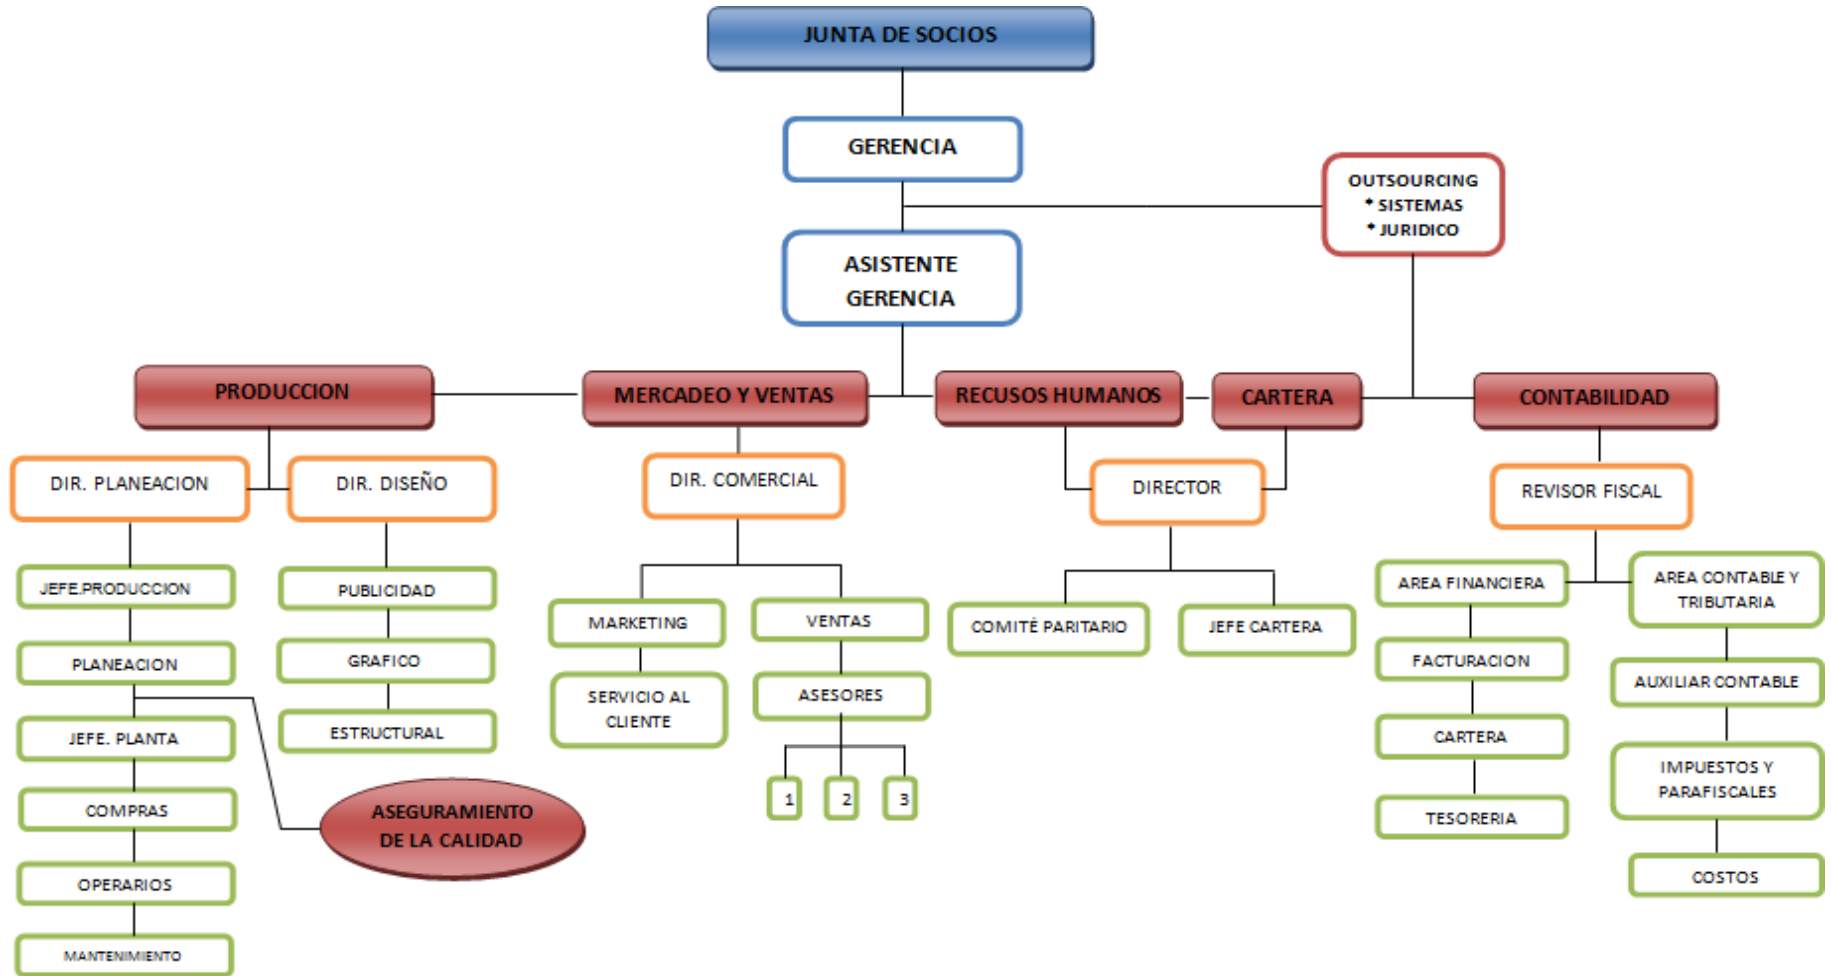 JUNTA DE SOCIOS
GERENCIA
OUTSOURCING
* SISTEMAS
* JURIDICO
ASISTENTE
GERENCIA
PRODUCCION
MERCADEO Y VENTAS
RECUSOS HUMANOS
CARTERA
CONTABILIDAD
DIR. PLANEACION
DIR. DISEÑO
DIR. COMERCIAL
DIRECTOR
REVISOR FISCAL
JEFE.PRODUCCION
PLANEACION
JEFE. PLANTA
COMPRAS
OPERARIOS
MANTENIMIENTO
PUBLICIDAD
GRAFICO
ESTRUCTURAL
ASEGURAMIENTO
DE LA CALIDAD
MARKETING
SERVICIO AL
CLIENTE
VENTAS
ASESORES
1
2
3
COMITÉ PARITARIO
JEFE CARTERA
AREA FINANCIERA
FACTURACION
CARTERA
TESORERIA
AREA CONTABLE Y
TRIBUTARIA
AUXILIAR CONTABLE
IMPUESTOS Y
PARAFISCALES
COSTOS